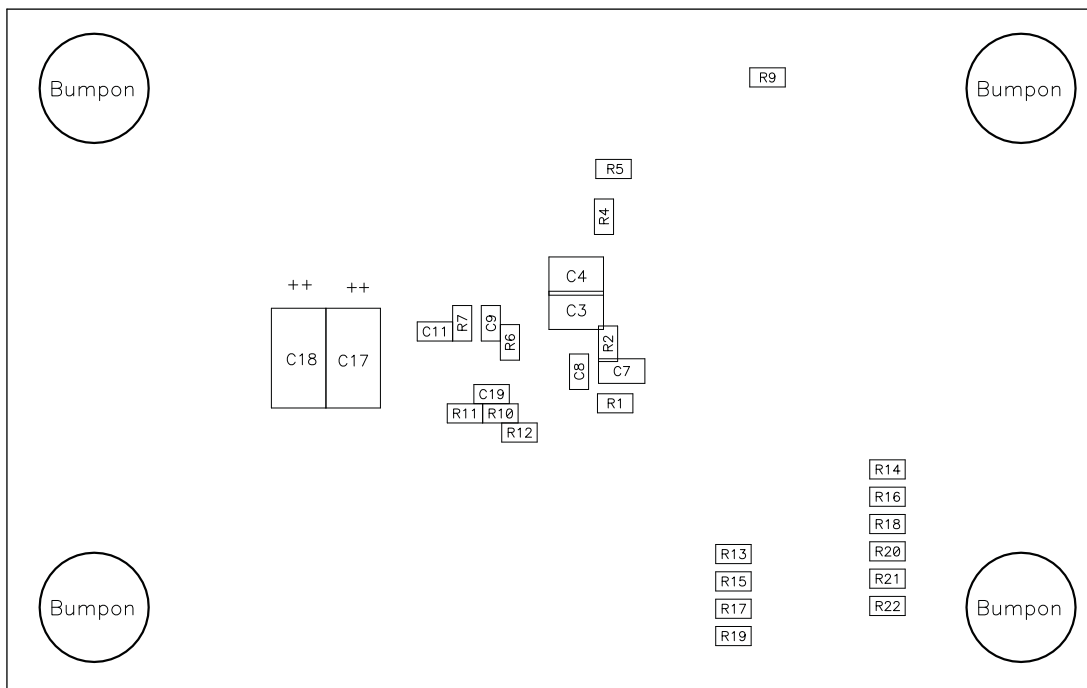 Bumpon
Bumpon
R9
R5
R4
C4
++
++
C3
C11
R7
C9
R6
R2
C18
C17
C8
C7
C19
R1
R11
R10
R12
R14
R16
R18
R13
R20
R15
R21
Bumpon
R17
R22
Bumpon
R19